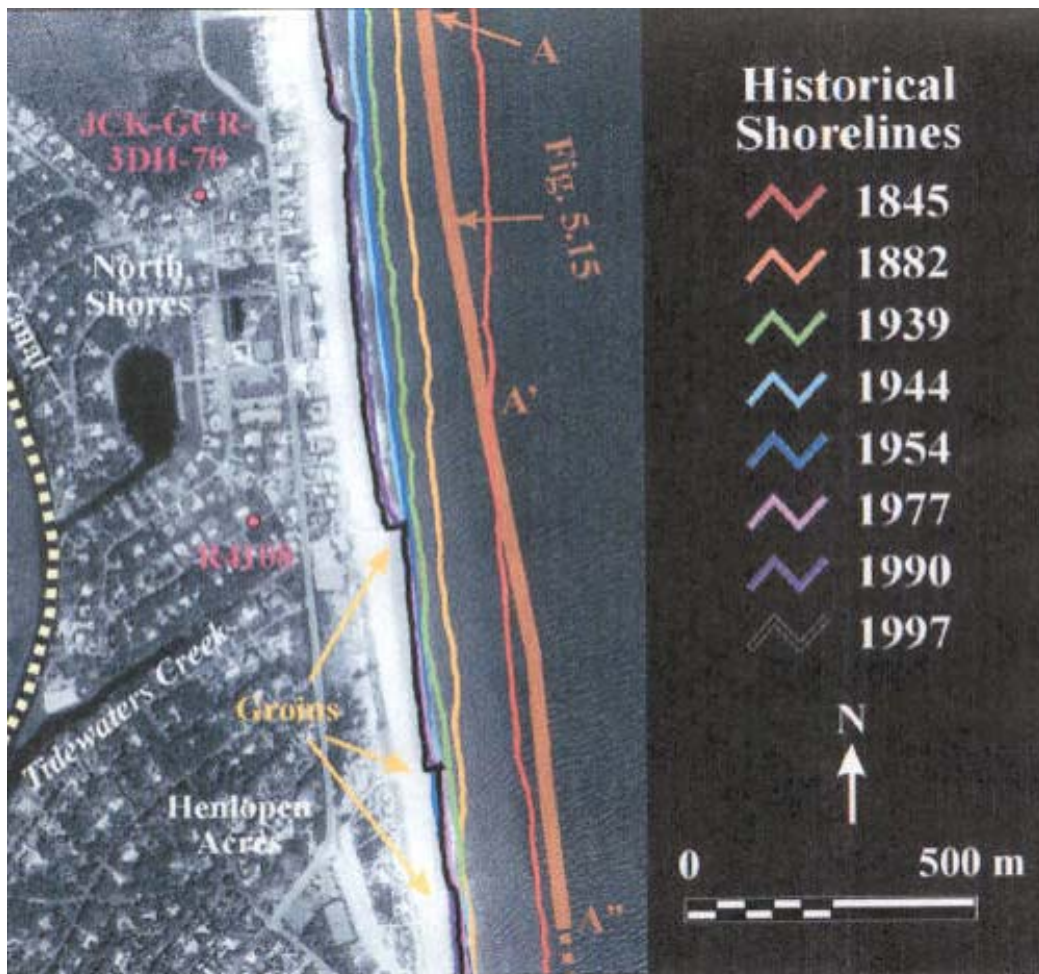 A
JCK-GCR-
3DH-70
Fig. 5.15
North
Shores
Canal
A'
R4J08
Tidewaters Creek
Groins
Henlopen
Acres
A"
Historical
Shorelines
1845
1882
1939
1944
1954
1977
1990
1997
N
0 500 m